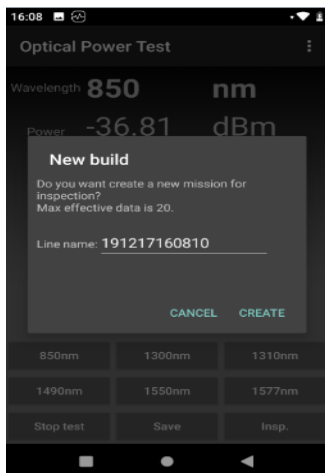 16:08
Optical Power Test
Wavelength 850 nm
Power -36.81 dBm
New build
Do you want create a new mission for
inspection?
Max effective data is 20.
Line name: 191217160810
CANCEL CREATE
850nm 1300nm 1310nm
1490nm 1550nm 1577nm
Stop test Save Insp.